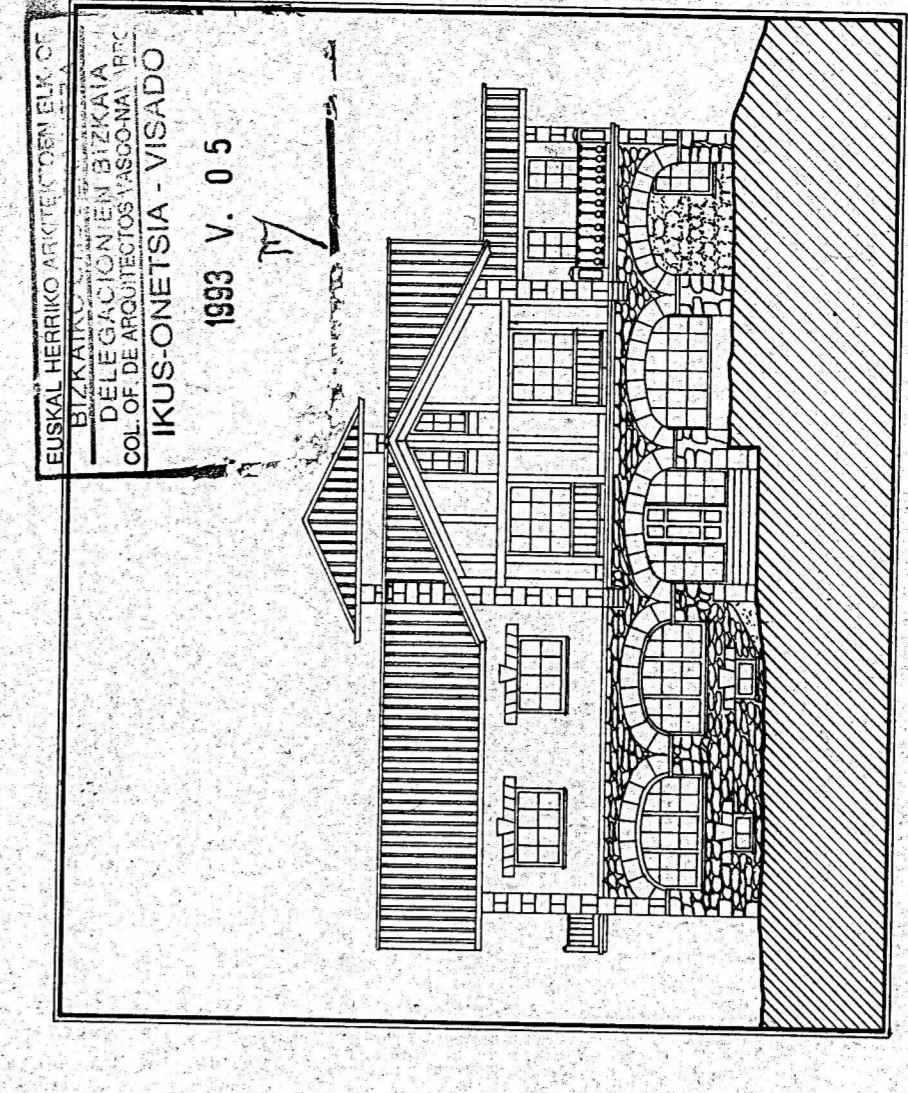 EUSKAL HERRIKO ARKITEKTOEN ELK. OF
BIZKAIKO
DELEGACION EN BIZKAIA
COL. OF. DE ARQUITECTOS VASCO-NAVARRO
IKUS-ONETSIA - VISADO
1993 V. 05